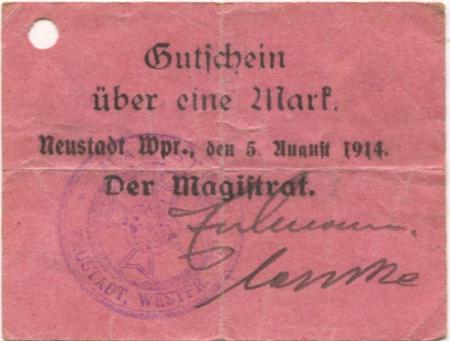 Gutschein
über eine Mark.
Neustadt Wpr., den 5. August 1914.
Der Magistrat.
NEUSTADT, WESTPR